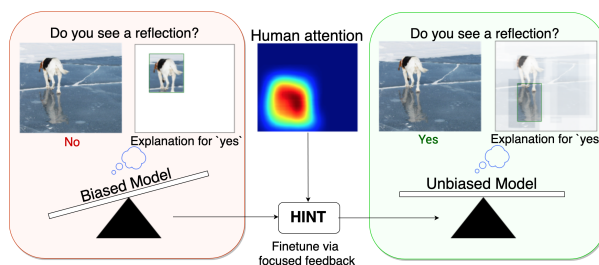 Do you see a reflection?
No
Explanation for `yes`
Biased Model
Human attention
HINT
Finetune via
focused feedback
Do you see a reflection?
Yes
Explanation for `yes`
Unbiased Model